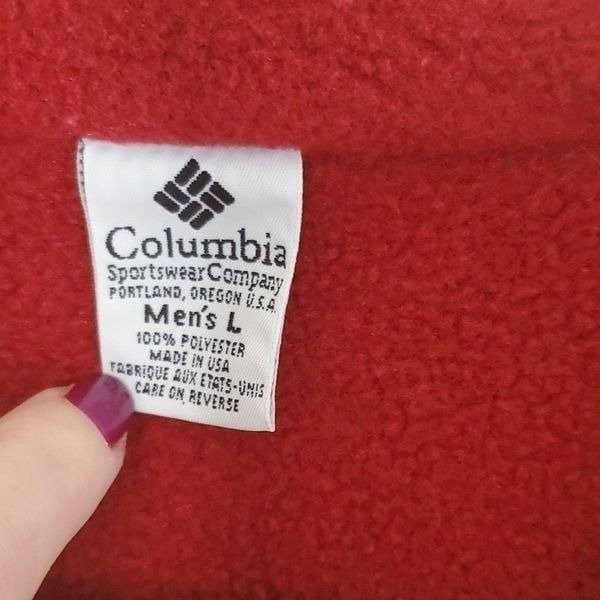 Columbia
Sportswear Company
PORTLAND, OREGON U.S.A.
Men's L
100% POLYESTER
MADE IN USA
FABRIQUE AUX ETATS-UNIS
CARE ON REVERSE